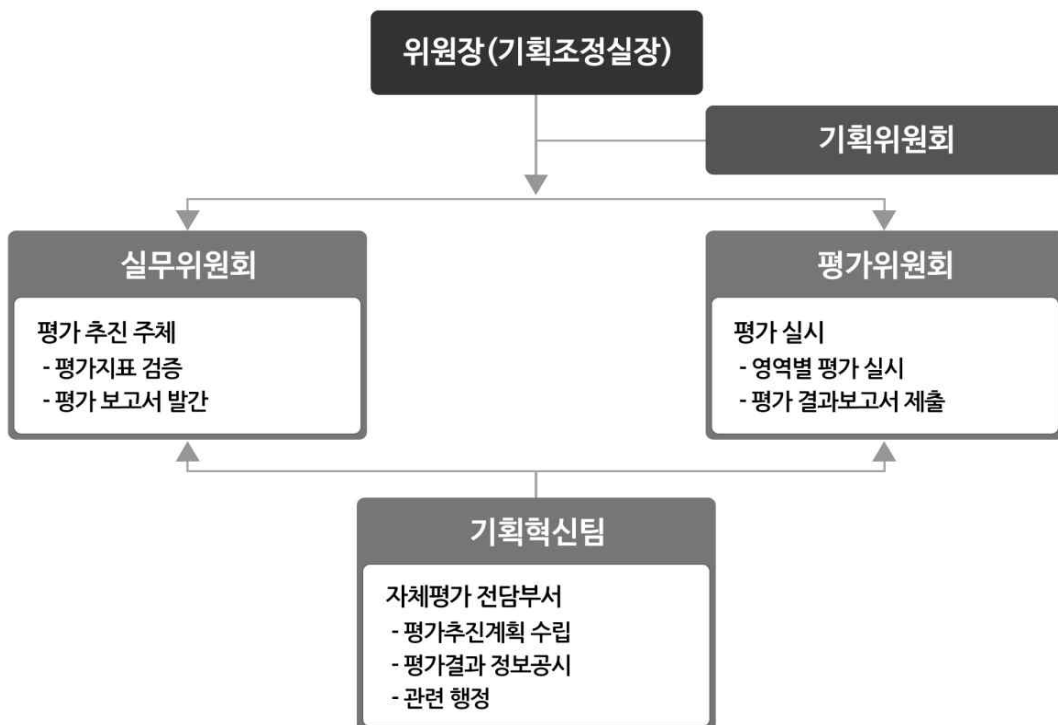 위원장(기획조정실장)
기획위원회
실무위원회
평가 추진 주체
- 평가지표 검증
- 평가 보고서 발간
평가위원회
평가 실시
- 영역별 평가 실시
- 평가 결과보고서 제출
기획혁신팀
자체평가 전담부서
- 평가추진계획 수립
- 평가결과 정보공시
- 관련 행정